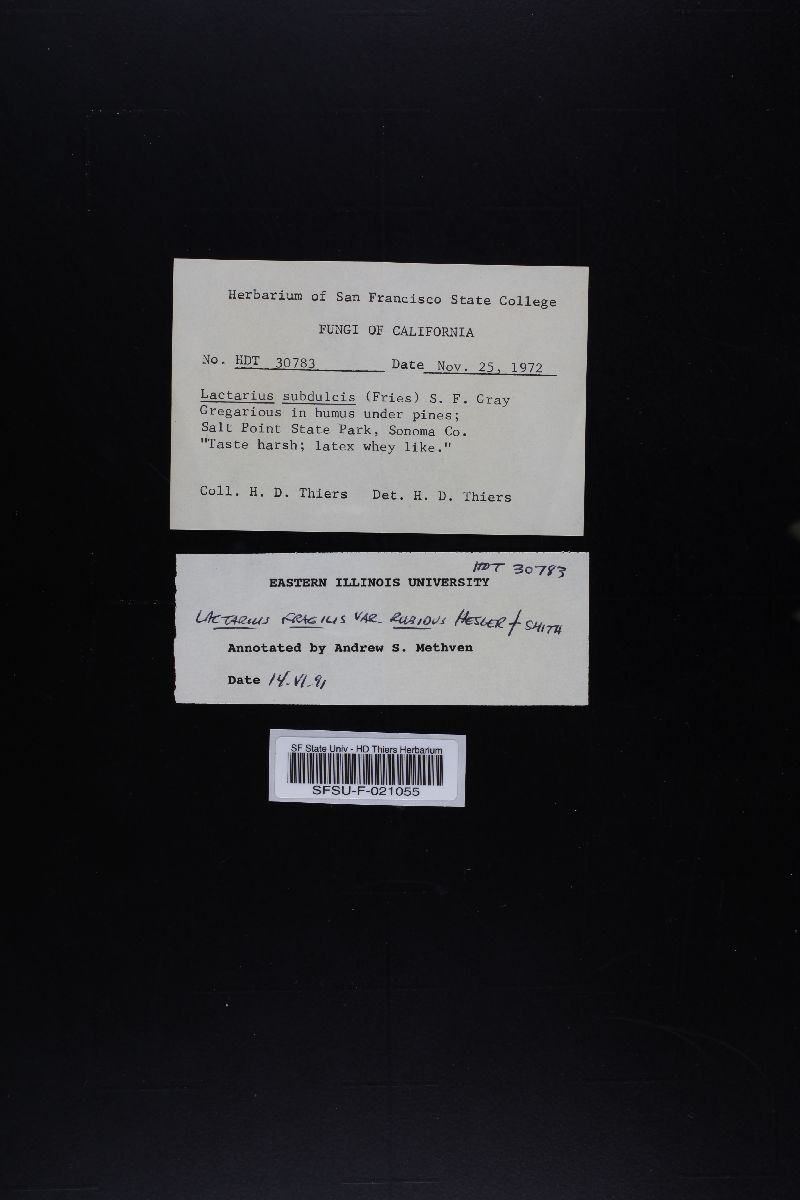 Herbarium of San Francisco State College
FUNGI OF CALIFORNIA
No. HDT 30783 Date Nov. 25, 1972
Lactarius subdulcis (Fries) S. F. Gray
Gregarious in humus under pines;
Salt Point State Park, Sonoma Co.
"Taste harsh; latex whey like."
Coll. H. D. Thiers Det. H. D. Thiers
HDT 30783
EASTERN ILLINOIS UNIVERSITY
LACTARIUS FRAGILIS VAR. RUBIDUS HESLER + SMITH
Annotated by Andrew S. Methven
Date 14-VI-91
SF State Univ - HD Thiers Herbarium
SFSU-F-021055